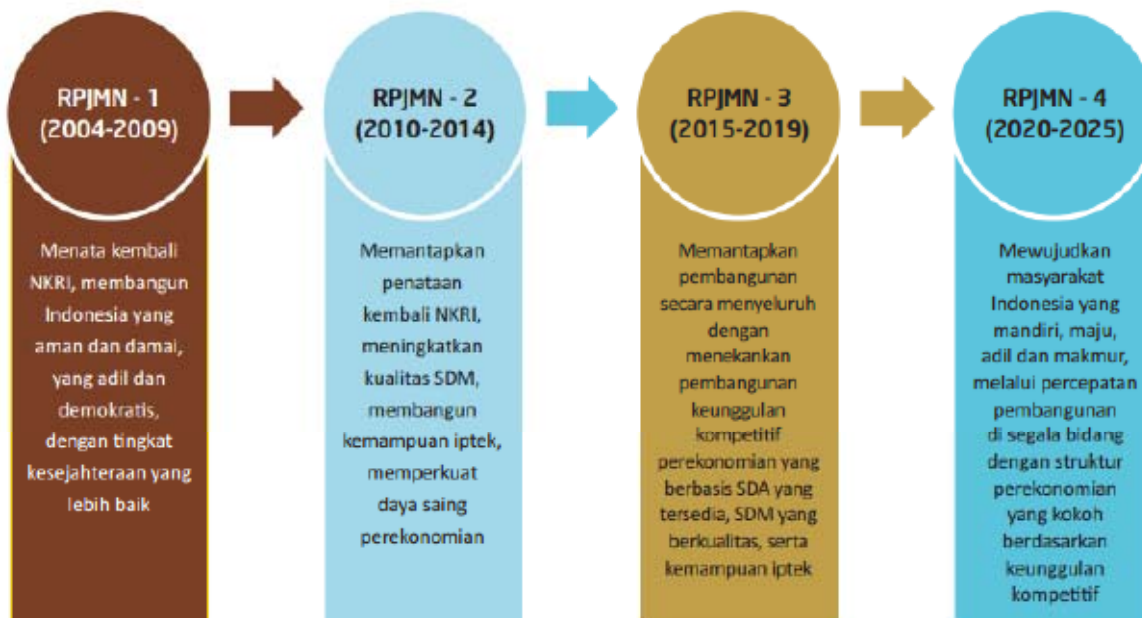 RPJMN - 1
(2004-2009)
Menata kembali
NKRI, membangun
Indonesia yang
aman dan damai,
yang adil dan
demokratis,
dengan tingkat
kesejahteraan yang
lebih baik
RPJMN - 2
(2010-2014)
Memantapkan
penataan
kembali NKRI,
meningkatkan
kualitas SDM,
membangun
kemampuan iptek,
memperkuat
daya saing
perekonomian
RPJMN - 3
(2015-2019)
Memantapkan
pembangunan
secara menyeluruh
dengan
menekankan
pembangunan
keunggulan
kompetitif
perekonomian yang
berbasis SDA yang
tersedia, SDM yang
berkualitas, serta
kemampuan iptek
RPJMN - 4
(2020-2025)
Mewujudkan
masyarakat
Indonesia yang
mandiri, maju,
adil dan makmur,
melalui percepatan
pembangunan
di segala bidang
dengan struktur
perekonomian
yang kokoh
berdasarkan
keunggulan
kompetitif